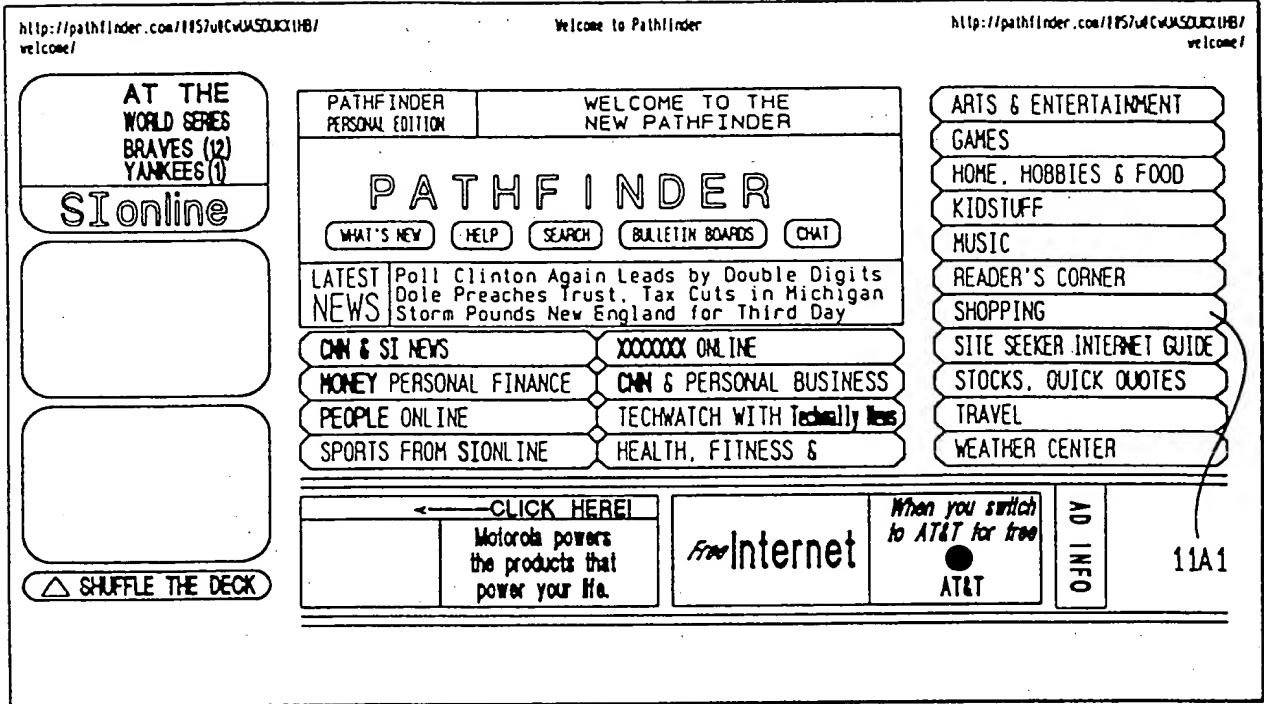 Welcome to Pathfinder
welcome/
welcome/
AT THE
WORLD SERIES
BRAVES (12)
YANKEES(1)
SIonline
SHUFFLE THE DECK
PATHFINDER
PERSONAL EDITION
WELCOME TO THE
NEW PATHFINDER
PATHFINDER
WHAT'S NEW
HELP
SEARCH
BULLETIN BOARDS
CHAT
LATEST
NEWS
Poll Clinton Again Leads by Double Digits
Dole Preaches Trust, Tax Cuts in Michigan
Storm Pounds New England for Third Day
CNN & SI NEWS
XXXXXXX ONLINE
MONEY PERSONAL FINANCE
CNN & PERSONAL BUSINESS
PEOPLE ONLINE
TECHWATCH WITH
SPORTS FROM SIONLINE
HEALTH, FITNESS &
ARTS & ENTERTAINMENT
GAMES
HOME, HOBBIES & FOOD
KIDSTUFF
MUSIC
READER'S CORNER
SHOPPING
SITE SEEKER INTERNET GUIDE
STOCKS, QUICK QUOTES
TRAVEL
WEATHER CENTER
CLICK HERE!
Motorola powers
the products that
power your life.
Free Internet
When you switch
to AT&T for free
AT&T
AD INFO
11A1